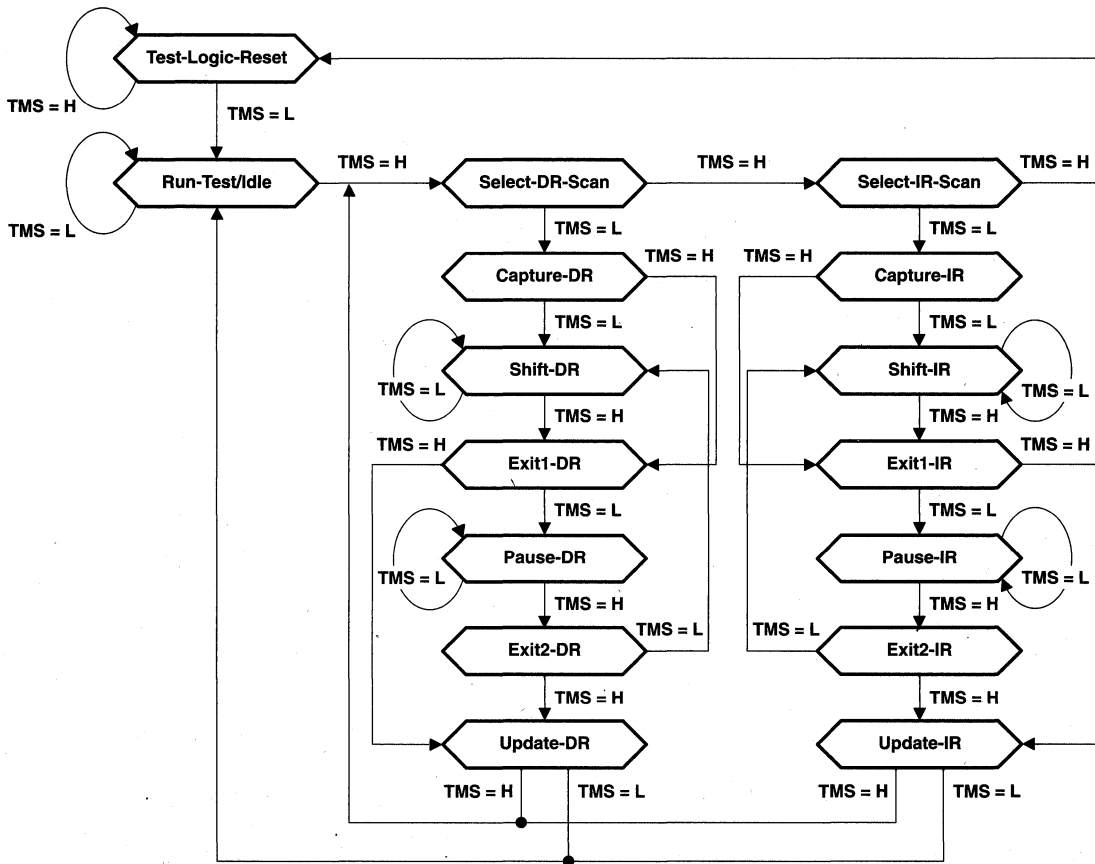 Test-Logic-Reset
TMS = H
TMS = L
Run-Test/Idle
TMS = L
TMS = H
Select-DR-Scan
TMS = H
Select-IR-Scan
TMS = H
TMS = L
TMS = L
Capture-DR
TMS = H
TMS = H
Capture-IR
TMS = L
TMS = L
Shift-DR
TMS = L
Shift-IR
TMS = L
TMS = H
TMS = H
TMS = H
Exit1-DR
Exit1-IR
TMS = H
TMS = L
TMS = L
Pause-DR
TMS = L
Pause-IR
TMS = L
TMS = H
TMS = H
Exit2-DR
TMS = L
TMS = L
Exit2-IR
TMS = H
TMS = H
Update-DR
Update-IR
TMS = H
TMS = L
TMS = H
TMS = L